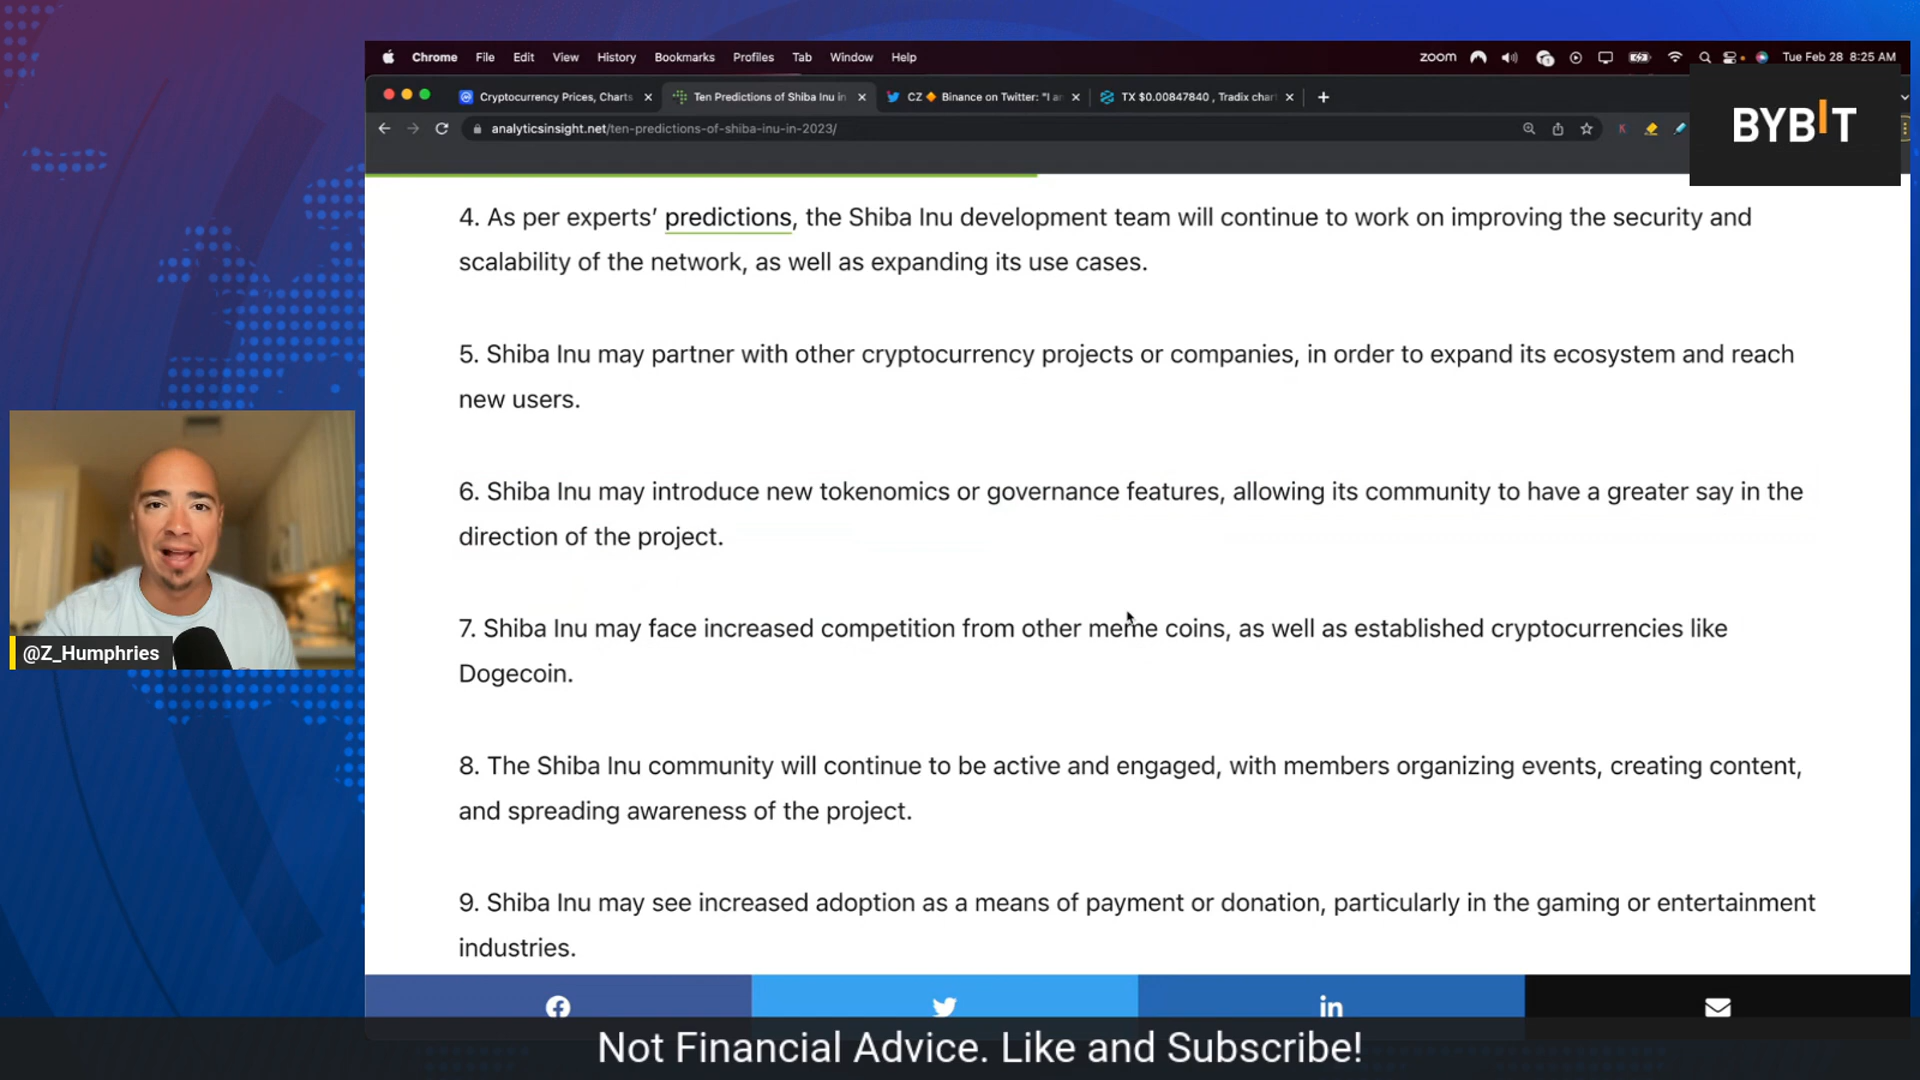 Chrome File Edit View History Bookmarks Profiles Tab Window Help zoom Tue Feb 28 8:25 AM
Cryptocurrency Prices, Charts Ten Predictions of Shiba Inu in CZ Binance on Twitter: "I ar TX $0.00847840 , Tradix char
analyticsinsight.net/ten-predictions-of-shiba-inu-in-2023/
BYBIT
4. As per experts’ predictions, the Shiba Inu development team will continue to work on improving the security and
scalability of the network, as well as expanding its use cases.
5. Shiba Inu may partner with other cryptocurrency projects or companies, in order to expand its ecosystem and reach
new users.
6. Shiba Inu may introduce new tokenomics or governance features, allowing its community to have a greater say in the
direction of the project.
7. Shiba Inu may face increased competition from other meme coins, as well as established cryptocurrencies like
Dogecoin.
8. The Shiba Inu community will continue to be active and engaged, with members organizing events, creating content,
and spreading awareness of the project.
9. Shiba Inu may see increased adoption as a means of payment or donation, particularly in the gaming or entertainment
industries.
@Z_Humphries
Not Financial Advice. Like and Subscribe!